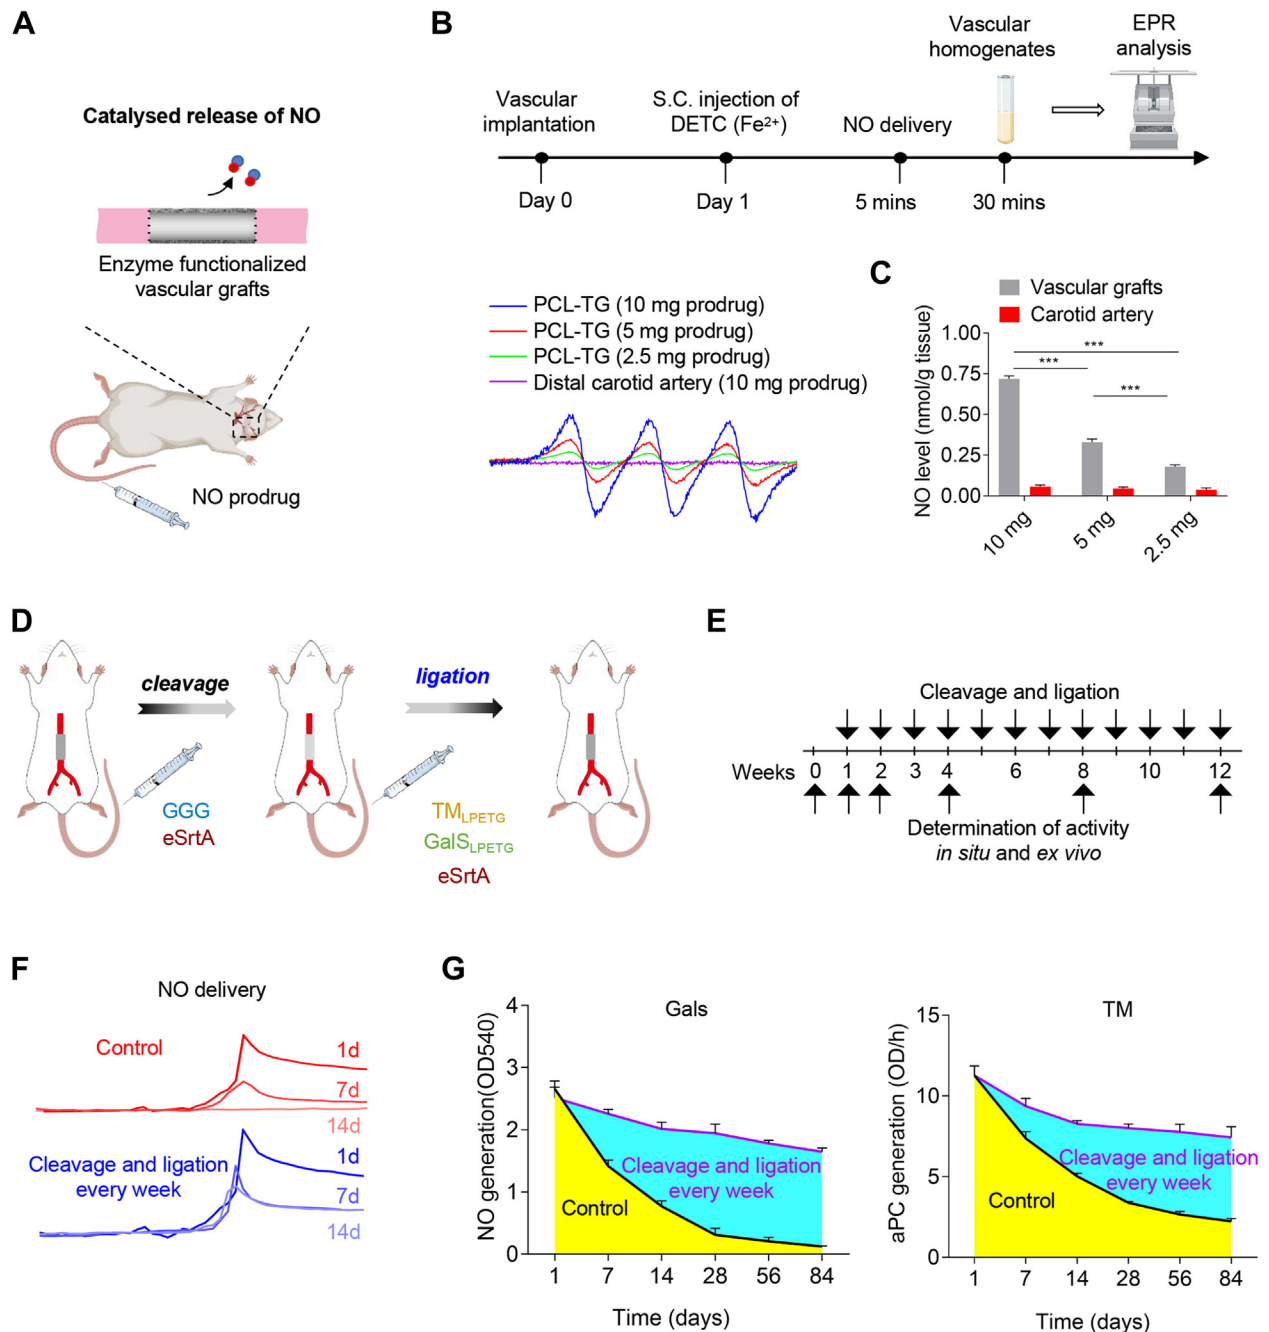 A
Catalysed release of NO
Enzyme functionalized
vascular grafts
NO prodrug
B
Vascular
implantation
S.C. injection of
DETC (Fe²⁺)
NO delivery
Vascular
homogenates
EPR
analysis
Day 0
Day 1
5 mins
30 mins
PCL-TG (10 mg prodrug)
PCL-TG (5 mg prodrug)
PCL-TG (2.5 mg prodrug)
Distal carotid artery (10 mg prodrug)
C
Vascular grafts
Carotid artery
NO level (nmol/g tissue)
1.00
0.75
0.50
0.25
0.00
***
***
***
10 mg
5 mg
2.5 mg
D
cleavage
GGG
eSrtA
ligation
TM_LPETG
GalS_LPETG
eSrtA
E
Cleavage and ligation
Weeks 0 1 2 3 4 6 8 10 12
Determination of activity
in situ and ex vivo
F
NO delivery
Control
1d
7d
14d
Cleavage and ligation
every week
1d
7d
14d
G
Gals
NO generation(OD540)
4
3
2
1
0
Cleavage and ligation
every week
Control
1 7 14 28 56 84
Time (days)
TM
aPC generation (OD/h)
15
10
5
0
Cleavage and ligation
every week
Control
1 7 14 28 56 84
Time (days)